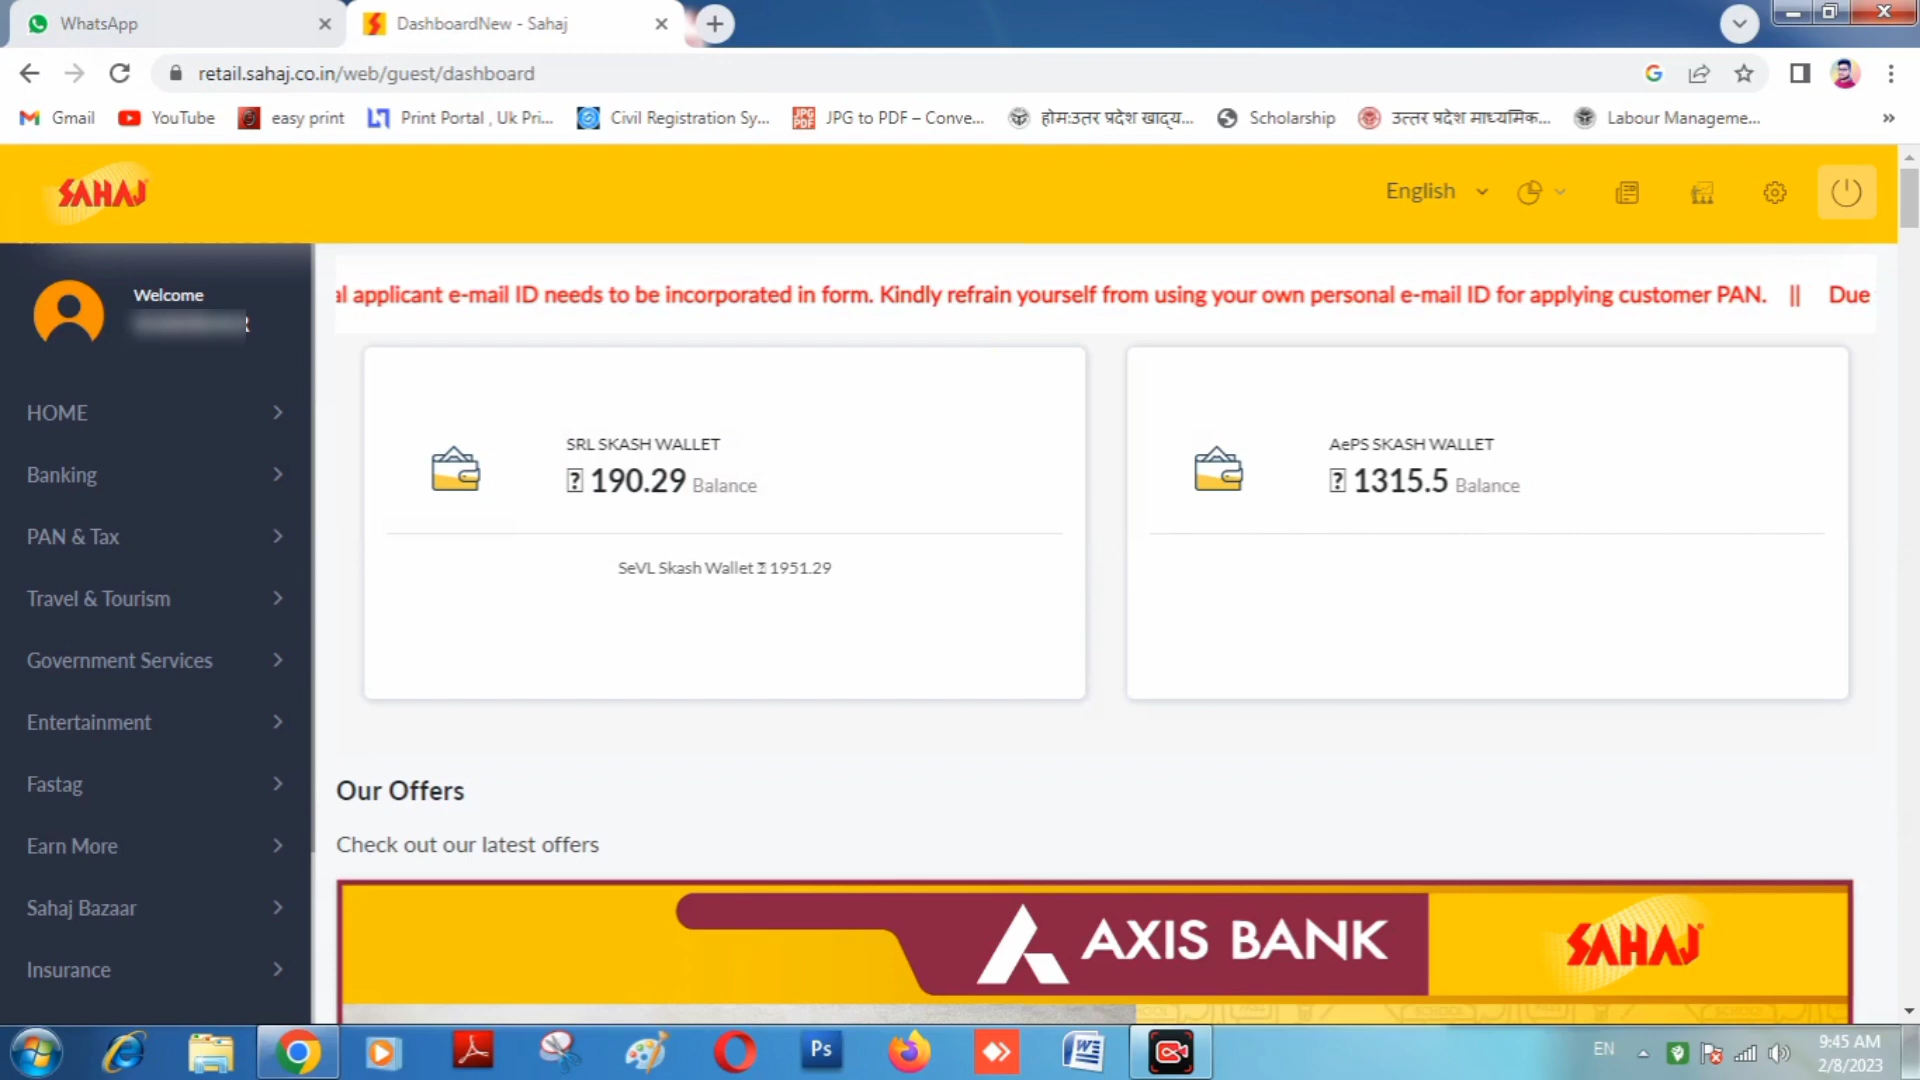 WhatsApp
DashboardNew - Sahaj
retail.sahaj.co.in/web/guest/dashboard
Gmail
YouTube
easy print
Print Portal , Uk Pri...
Civil Registration Sy...
JPG to PDF – Conve...
होम:उतर प्रदेश खाद्य...
Scholarship
उत्तर प्रदेश माध्यमिक...
Labour Manageme...
»
SAHAJ
English
Welcome
al applicant e-mail ID needs to be incorporated in form. Kindly refrain yourself from using your own personal e-mail ID for applying customer PAN. || Due
HOME
Banking
PAN & Tax
Travel & Tourism
Government Services
Entertainment
Fastag
Earn More
Sahaj Bazaar
Insurance
SRL SKASH WALLET
190.29 Balance
SeVL Skash Wallet 1951.29
AePS SKASH WALLET
1315.5 Balance
Our Offers
Check out our latest offers
AXIS BANK
SAHAJ
EN
9:45 AM
2/8/2023